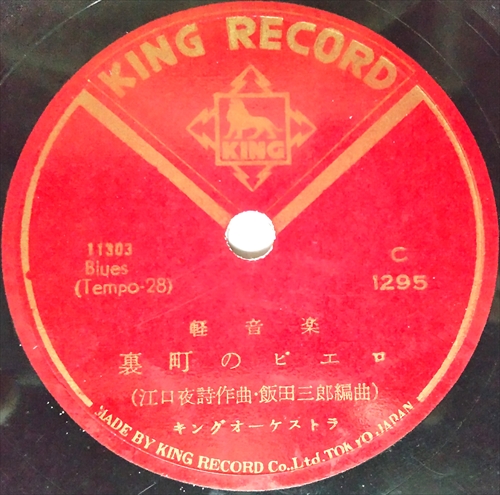 KING RECORD
KING
11303
Blues
(Tempo-28)
C
1295
軽音楽
裏町のピエロ
(江口夜詩作曲・飯田三郎編曲)
キングオーケストラ
MADE BY KING RECORD Co., Ltd. TOKYO JAPAN